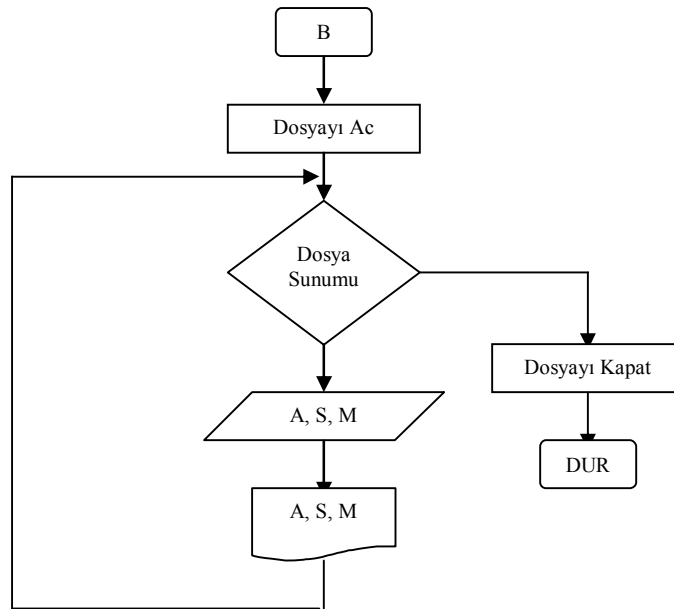 B
Dosyayı Ac
Dosya
Sunumu
Dosyayı Kapat
A, S, M
DUR
A, S, M